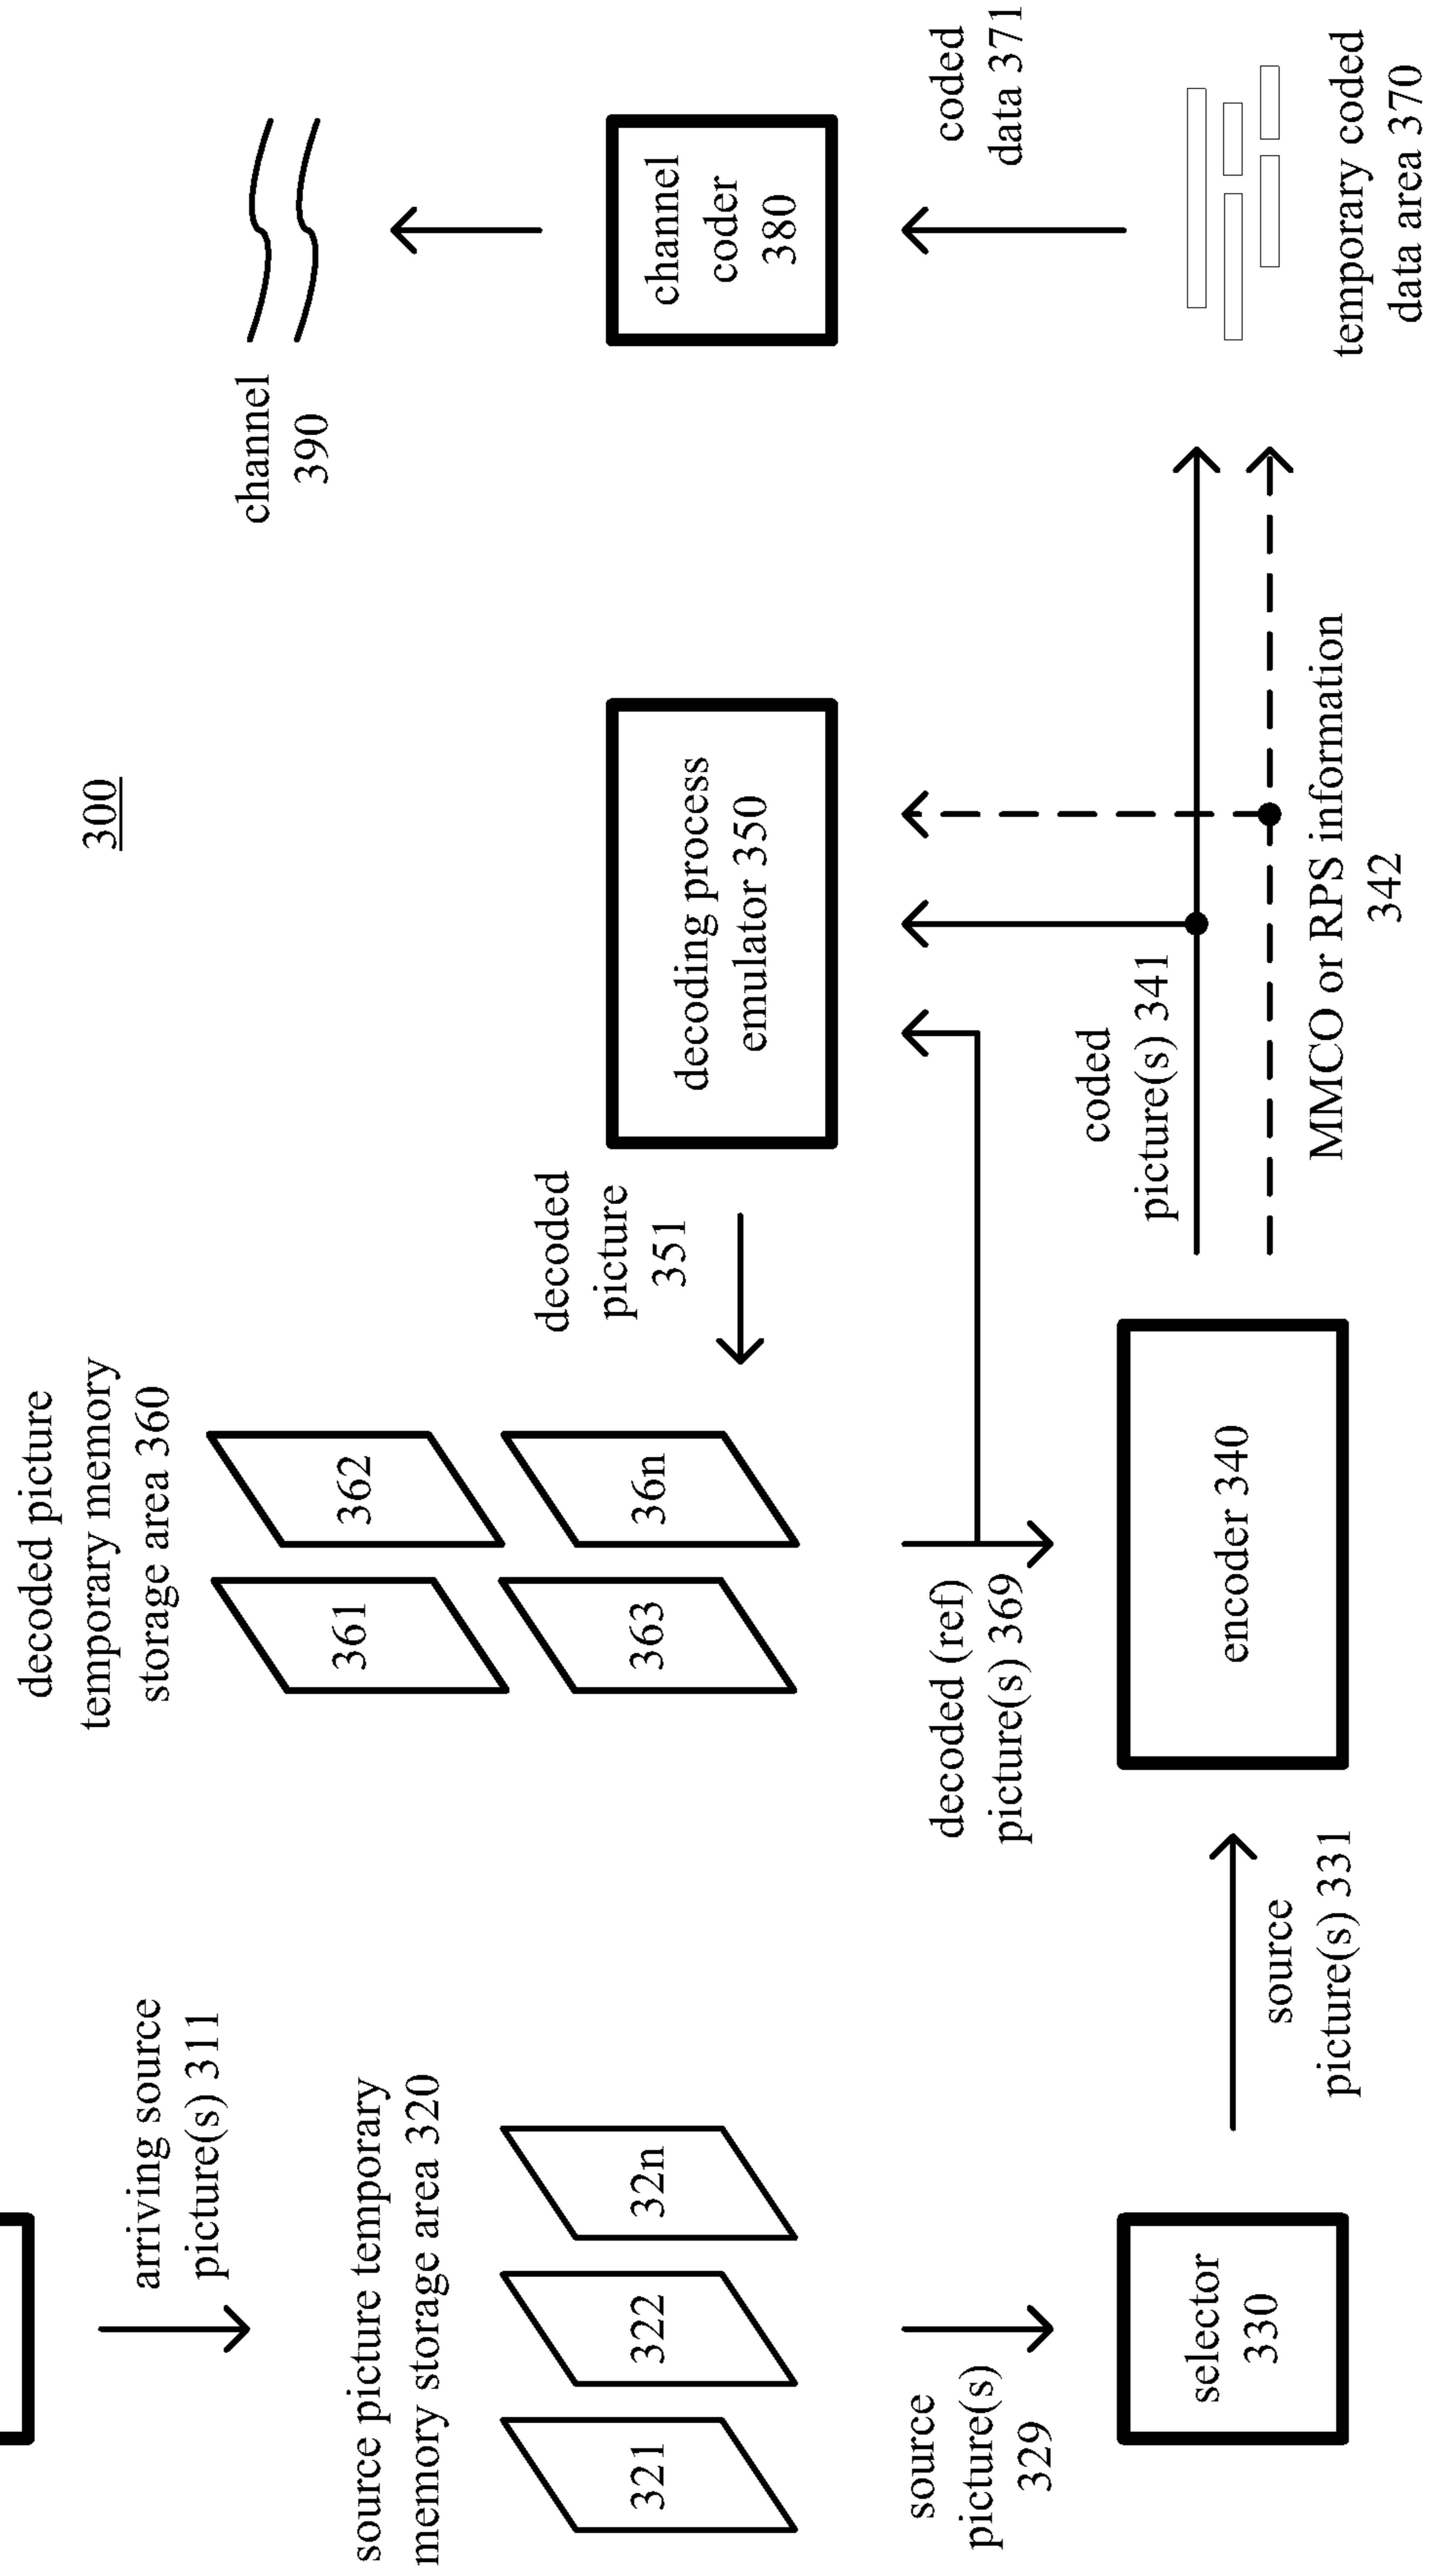 300
arriving source
picture(s) 311
source picture temporary
memory storage area 320
321
322
32n
source
picture(s)
329
selector
330
source
picture(s) 331
decoded picture
temporary memory
storage area 360
361
362
363
36n
decoded (ref)
picture(s) 369
encoder 340
decoded
picture
351
decoding process
emulator 350
coded
picture(s) 341
MMCO or RPS information
342
channel
390
channel
coder
380
coded
data 371
temporary coded
data area 370